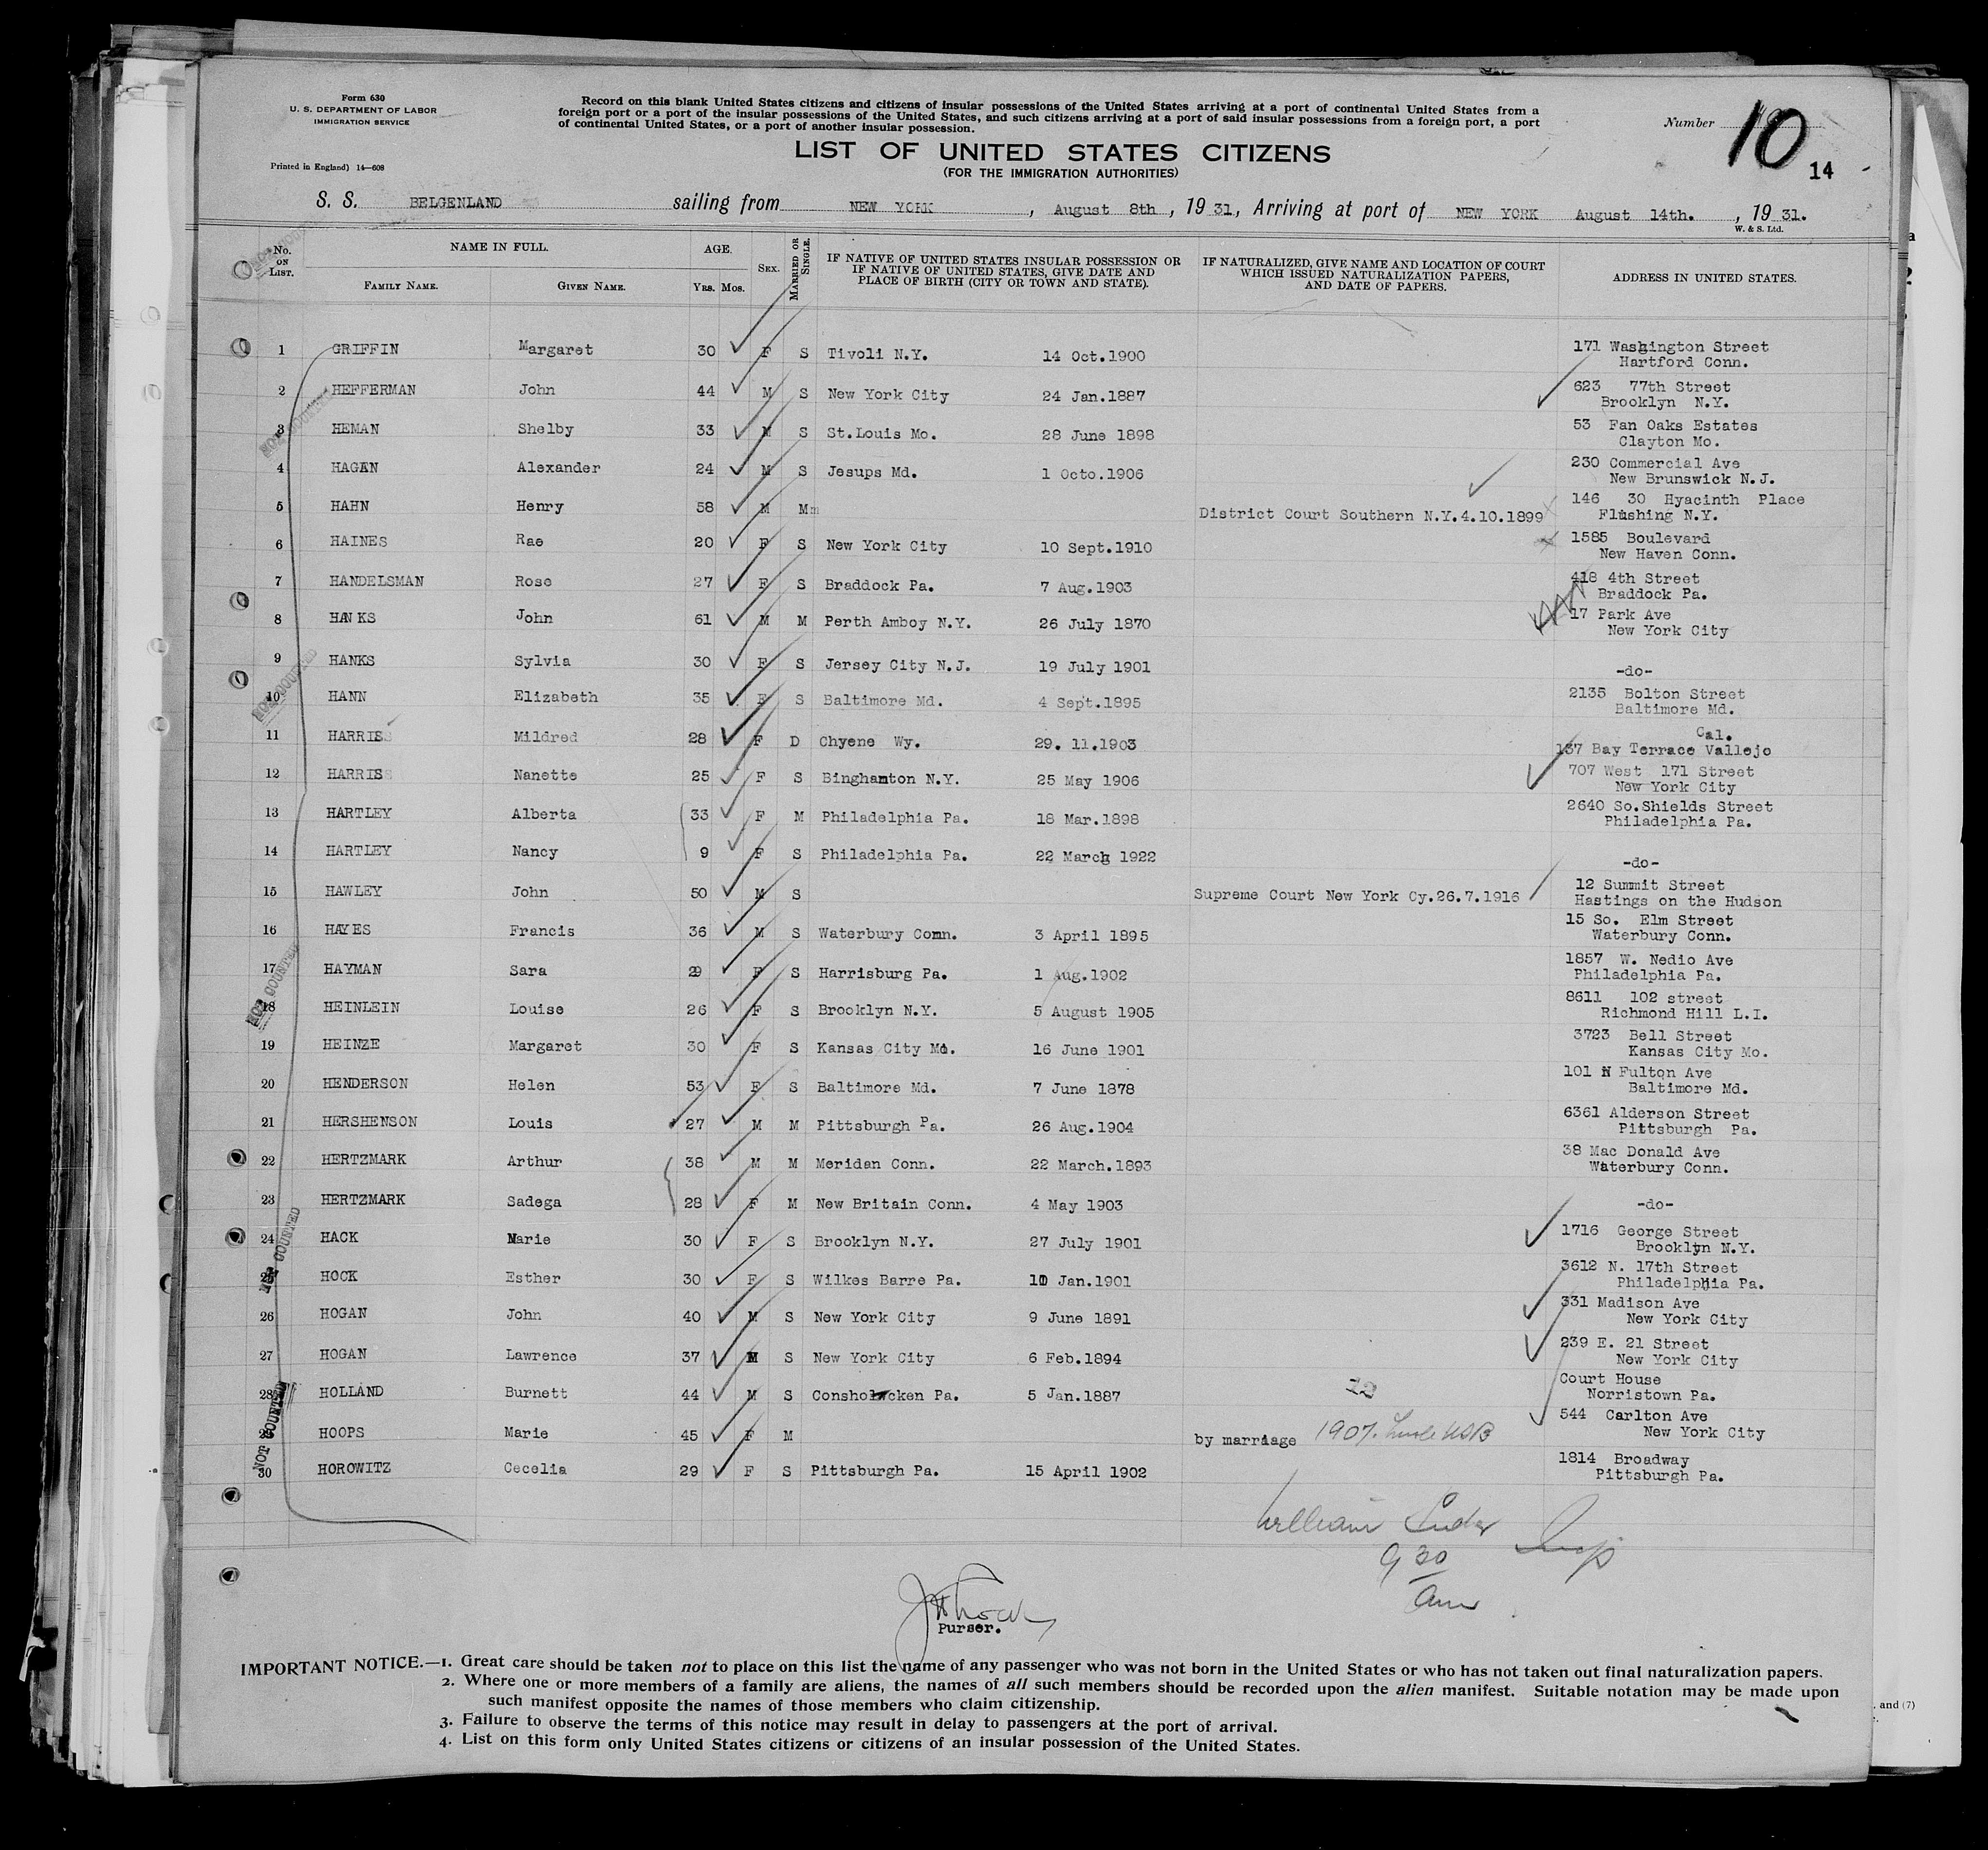 Form 630
U. S. DEPARTMENT OF LABOR
IMMIGRATION SERVICE
Printed in England) 14—608
Record on this blank United States citizens and citizens of insular possessions of the United States arriving at a port of continental United States from a
foreign port or a port of the insular possessions of the United States, and such citizens arriving at a port of said insular possessions from a foreign port, a port
of continental United States, or a port of another insular possession.
Number 10
14
LIST OF UNITED STATES CITIZENS
(FOR THE IMMIGRATION AUTHORITIES)
S. S. BELGENLAND sailing from NEW YORK, August 8th, 19 31, Arriving at port of NEW YORK August 14th., 19 31.
W. & S. Ltd.
No. ON LIST. NAME IN FULL. FAMILY NAME. GIVEN NAME. AGE. YRS. MOS. SEX. MARRIED OR SINGLE. IF NATIVE OF UNITED STATES INSULAR POSSESSION OR IF NATIVE OF UNITED STATES, GIVE DATE AND PLACE OF BIRTH (CITY OR TOWN AND STATE). IF NATURALIZED, GIVE NAME AND LOCATION OF COURT WHICH ISSUED NATURALIZATION PAPERS, AND DATE OF PAPERS. ADDRESS IN UNITED STATES.
1 GRIFFIN Margaret 30 F S Tivoli N.Y. 14 Oct.1900 171 Washington Street
Hartford Conn.
2 HEFFERMAN John 44 M S New York City 24 Jan.1887 623 77th Street
Brooklyn N.Y.
3 HEMAN Shelby 33 M S St.Louis Mo. 28 June 1898 53 Fan Oaks Estates
Clayton Mo.
4 HAGAN Alexander 24 M S Jesups Md. 1 Octo.1906 230 Commercial Ave
New Brunswick N.J.
5 HAHN Henry 58 M M District Court Southern N.Y.4.10.1899 146 30 Hyacinth Place
Flushing N.Y.
6 HAINES Rae 20 F S New York City 10 Sept.1910 1585 Boulevard
New Haven Conn.
7 HANDELSMAN Rose 27 F S Braddock Pa. 7 Aug.1903 418 4th Street
Braddock Pa.
8 HANKS John 61 M M Perth Amboy N.Y. 26 July 1870 17 Park Ave
New York City
9 HANKS Sylvia 30 F S Jersey City N.J. 19 July 1901 -do-
10 HANN Elizabeth 35 F S Baltimore Md. 4 Sept.1895 2135 Bolton Street
Baltimore Md.
11 HARRIS Mildred 28 F D Chyene Wy. 29. 11.1903 Cal.
137 Bay Terrace Vallejo
12 HARRIS Nanette 25 F S Binghamton N.Y. 25 May 1906 707 West 171 Street
New York City
13 HARTLEY Alberta 33 F M Philadelphia Pa. 18 Mar.1898 2640 So.Shields Street
Philadelphia Pa.
14 HARTLEY Nancy 9 F S Philadelphia Pa. 22 March 1922 -do-
15 HAWLEY John 50 M S Supreme Court New York Cy.26.7.1916 12 Summit Street
Hastings on the Hudson
16 HAYES Francis 36 M S Waterbury Conn. 3 April 1895 15 So. Elm Street
Waterbury Conn.
17 HAYMAN Sara 29 F S Harrisburg Pa. 1 Aug.1902 1857 W. Nedio Ave
Philadelphia Pa.
18 HEINLEIN Louise 26 F S Brooklyn N.Y. 5 August 1905 8611 102 street
Richmond Hill L.I.
19 HEINZE Margaret 30 F S Kansas City Mo. 16 June 1901 3723 Bell Street
Kansas City Mo.
20 HENDERSON Helen 53 F S Baltimore Md. 7 June 1878 101 N Fulton Ave
Baltimore Md.
21 HERSHENSON Louis 27 M M Pittsburgh Pa. 26 Aug.1904 6361 Alderson Street
Pittsburgh Pa.
22 HERTZMARK Arthur 38 M M Meriden Conn. 22 March.1893 38 Mac Donald Ave
Waterbury Conn.
23 HERTZMARK Sadega 28 F M New Britain Conn. 4 May 1903 -do-
24 HACK Marie 30 F S Brooklyn N.Y. 27 July 1901 1716 George Street
Brooklyn N.Y.
25 HOCK Esther 30 F S Wilkes Barre Pa. 10 Jan.1901 3612 N. 17th Street
Philadelphia Pa.
26 HOGAN John 40 M S New York City 9 June 1891 331 Madison Ave
New York City
27 HOGAN Lawrence 37 M S New York City 6 Feb.1894 239 E. 21 Street
New York City
28 HOLLAND Burnett 44 M S Conshohocken Pa. 5 Jan.1887 12 Court House
Norristown Pa.
29 HOOPS Marie 45 F M by marriage 1907. 544 Carlton Ave
New York City
30 HOROWITZ Cecelia 29 F S Pittsburgh Pa. 15 April 1902 1814 Broadway
Pittsburgh Pa.
NOT COUNTED
NOT COUNTED
NOT COUNTED
NOT COUNTED
NOT COUNTED
NOT COUNTED
William Insp
9 30
am
Purser.
IMPORTANT NOTICE.—1. Great care should be taken not to place on this list the name of any passenger who was not born in the United States or who has not taken out final naturalization papers.
2. Where one or more members of a family are aliens, the names of all such members should be recorded upon the alien manifest. Suitable notation may be made upon
such manifest opposite the names of those members who claim citizenship.
3. Failure to observe the terms of this notice may result in delay to passengers at the port of arrival.
4. List on this form only United States citizens or citizens of an insular possession of the United States.
, and (7)